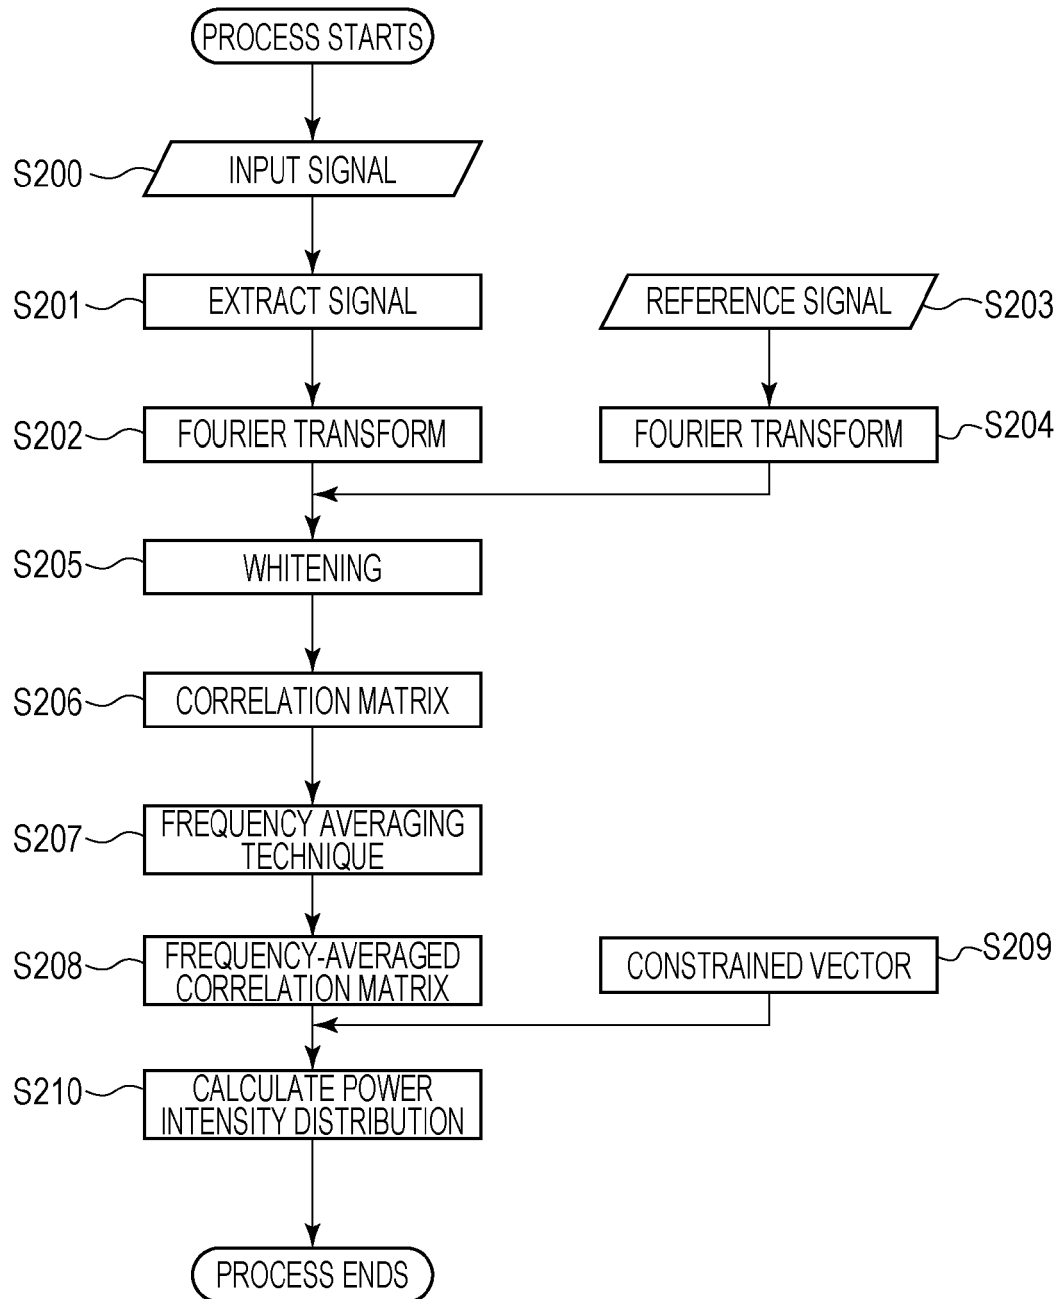 PROCESS STARTS
S200
INPUT SIGNAL
S201
EXTRACT SIGNAL
REFERENCE SIGNAL
S203
S202
FOURIER TRANSFORM
FOURIER TRANSFORM
S204
S205
WHITENING
S206
CORRELATION MATRIX
S207
FREQUENCY AVERAGING
TECHNIQUE
S208
FREQUENCY-AVERAGED
CORRELATION MATRIX
CONSTRAINED VECTOR
S209
S210
CALCULATE POWER
INTENSITY DISTRIBUTION
PROCESS ENDS